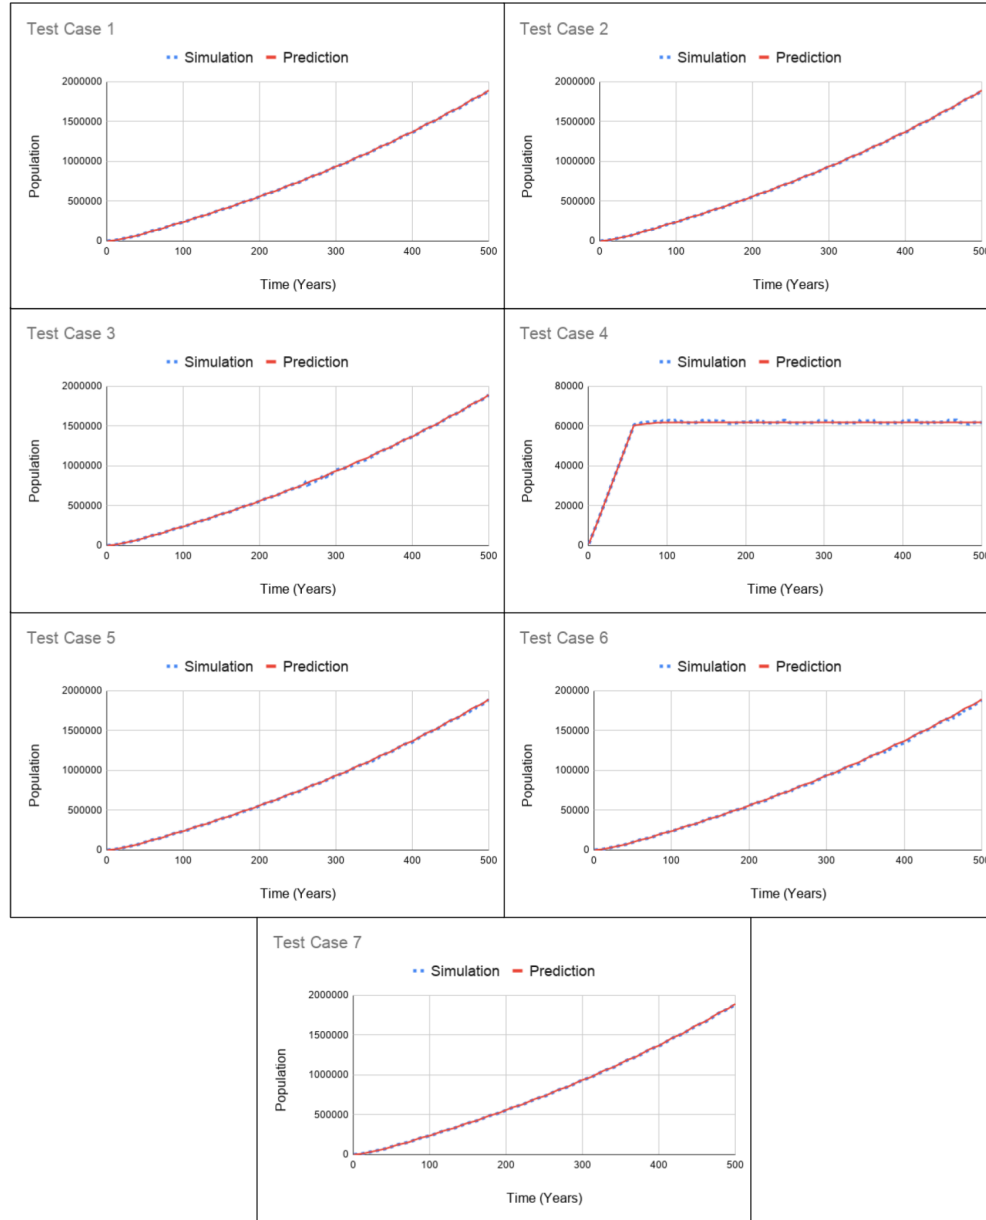 Test Case 1
Simulation Prediction
2000000
1500000
1000000
500000
0
Population
0 100 200 300 400 500
Time (Years)
Test Case 2
Simulation Prediction
2000000
1500000
1000000
500000
0
Population
0 100 200 300 400 500
Time (Years)
Test Case 3
Simulation Prediction
2000000
1500000
1000000
500000
0
Population
0 100 200 300 400 500
Time (Years)
Test Case 4
Simulation Prediction
80000
60000
40000
20000
0
Population
0 100 200 300 400 500
Time (Years)
Test Case 5
Simulation Prediction
2000000
1500000
1000000
500000
0
Population
0 100 200 300 400 500
Time (Years)
Test Case 6
Simulation Prediction
200000
150000
100000
50000
0
Population
0 100 200 300 400 500
Time (Years)
Test Case 7
Simulation Prediction
2000000
1500000
1000000
500000
0
Population
0 100 200 300 400 500
Time (Years)